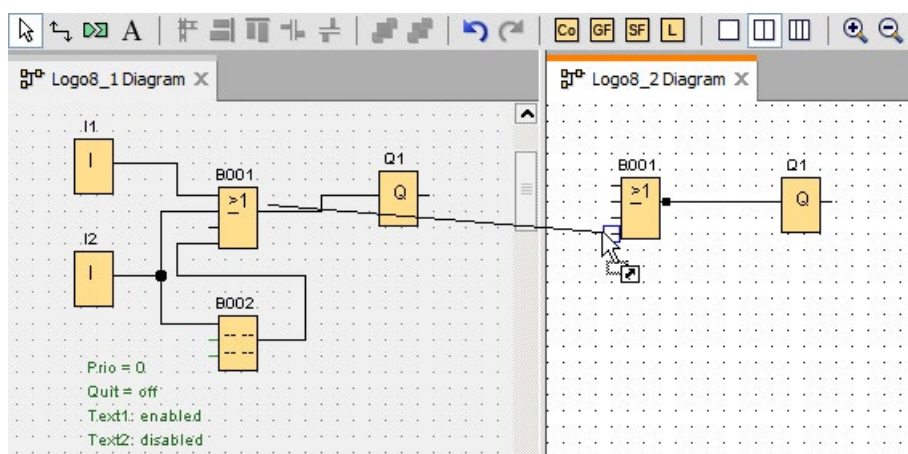 A
Co GF SF L
Logo8_1 Diagram X
Logo8_2 Diagram X
I1
I
B001
≥1
Q1
Q
I2
I
B002
Prio = 0
Quit = off
Text1: enabled
Text2: disabled
B001
≥1
Q1
Q